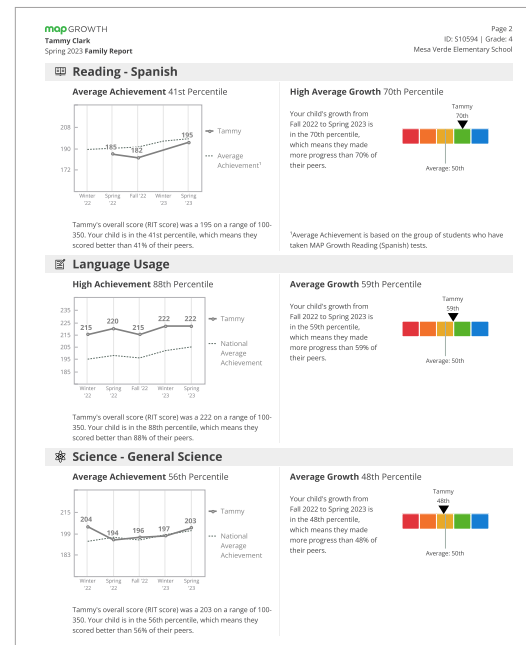 map GROWTH
Tammy Clark
Spring 2023 Family Report
Page 2
ID: S10594 | Grade: 4
Mesa Verde Elementary School
Reading - Spanish
Average Achievement 41st Percentile
208
190
172
185
182
195
Tammy
Average
Achievement¹
Winter
'22
Spring
'22
Fall '22
Winter
'23
Spring
'23
Tammy's overall score (RIT score) was a 195 on a range of 100-
350. Your child is in the 41st percentile, which means they
scored better than 41% of their peers.
High Average Growth 70th Percentile
Your child's growth from
Fall 2022 to Spring 2023 is
in the 70th percentile,
which means they made
more progress than 70% of
their peers.
Tammy
70th
Average: 50th
¹Average Achievement is based on the group of students who have
taken MAP Growth Reading (Spanish) tests.
Language Usage
High Achievement 88th Percentile
235
225
215
205
195
185
215
220
215
222
222
Tammy
National
Average
Achievement
Winter
'22
Spring
'22
Fall '22
Winter
'23
Spring
'23
Tammy's overall score (RIT score) was a 222 on a range of 100-
350. Your child is in the 88th percentile, which means they
scored better than 88% of their peers.
Average Growth 59th Percentile
Your child's growth from
Fall 2022 to Spring 2023 is
in the 59th percentile,
which means they made
more progress than 59% of
their peers.
Tammy
59th
Average: 50th
Science - General Science
Average Achievement 56th Percentile
215
199
183
204
194
196
197
203
Tammy
National
Average
Achievement
Winter
'22
Spring
'22
Fall '22
Winter
'23
Spring
'23
Tammy's overall score (RIT score) was a 203 on a range of 100-
350. Your child is in the 56th percentile, which means they
scored better than 56% of their peers.
Average Growth 48th Percentile
Your child's growth from
Fall 2022 to Spring 2023 is
in the 48th percentile,
which means they made
more progress than 48% of
their peers.
Tammy
48th
Average: 50th